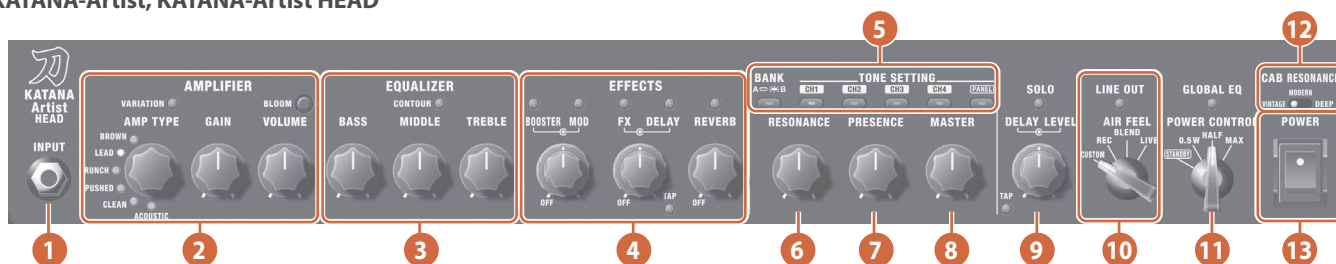 KATANA-Artist, KATANA-Artist HEAD
5
12
刀
KATANA
Artist
HEAD
INPUT
AMPLIFIER
VARIATION
BLOOM
AMP TYPE
GAIN
VOLUME
BROWN
LEAD
RUNCH
PUSHED
CLEAN
ACOUSTIC
EQUALIZER
CONTOUR
BASS
MIDDLE
TREBLE
EFFECTS
BOOSTER
MOD
FX
DELAY
REVERB
OFF
OFF
TAP
OFF
BANK
A
B
TONE SETTING
CH1
CH2
CH3
CH4
PANEL
RESONANCE
PRESENCE
MASTER
SOLO
DELAY LEVEL
TAP
LINE OUT
AIR FEEL
CUSTOM
REC
BLEND
LIVE
GLOBAL EQ
POWER CONTROL
STANDBY
0.5W
HALF
MAX
CAB RESONANCE
MODERN
VINTAGE
DEEP
POWER
1
2
3
4
6
7
8
9
10
11
13